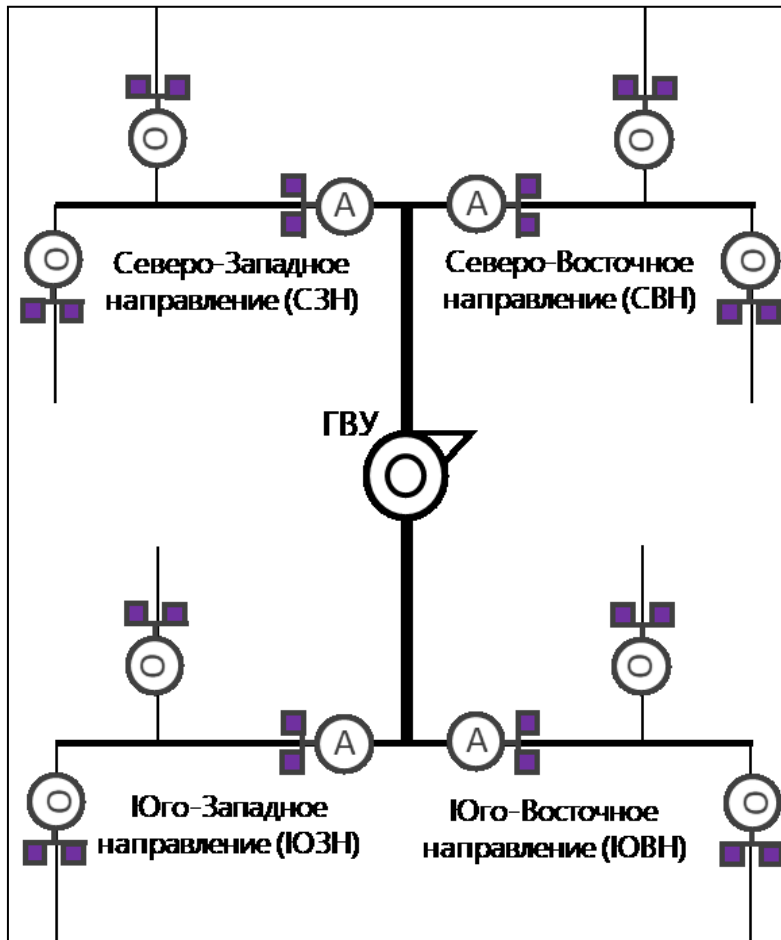 О
О
А
А
О
О
Северо-Западное
направление (СЗН)
Северо-Восточное
направление (СВН)
ГВУ
О
О
А
А
О
О
Юго-Западное
направление (ЮЗН)
Юго-Восточное
направление (ЮВН)